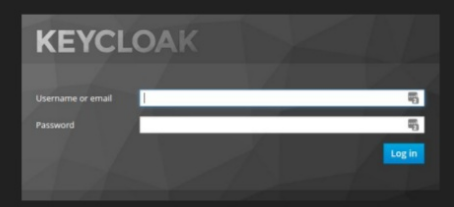 KEYCLOAK
Username or email
Password
Log in